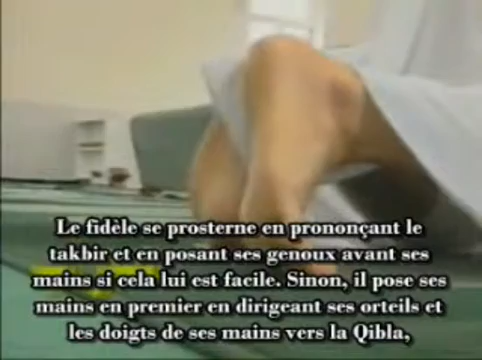 Le fidèle se prosterne en prononçant le
takbir et en posant ses genoux avant ses
mains si cela lui est facile. Sinon, il pose ses
mains en premier en dirigeant ses orteils et
les doigts de ses mains vers la Qibla,